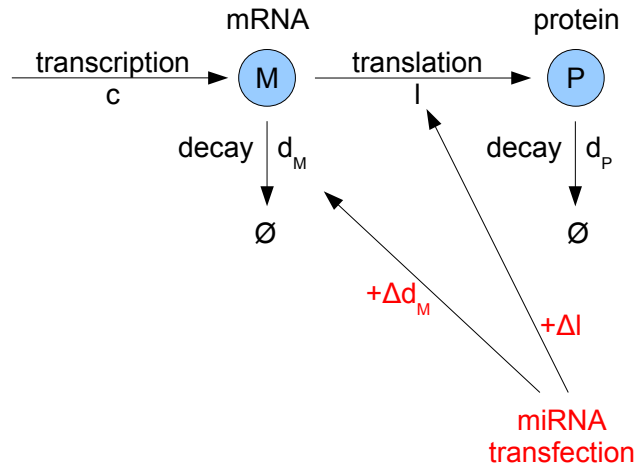 mRNA
protein
transcription
c
M
translation
l
P
decay
d_M
decay
d_P
Ø
Ø
+Δd_M
+Δl
miRNA
transfection